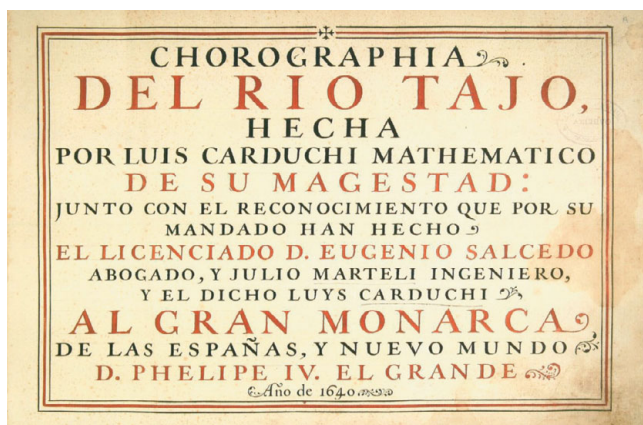 CHOROGRAPHIA
DEL RIO TAJO,
HECHA
POR LUIS CARDUCHI MATHEMATICO
DE SU MAGESTAD:
JUNTO CON EL RECONOCIMIENTO QUE POR SU
MANDADO HAN HECHO
EL LICENCIADO D. EUGENIO SALCEDO
ABOGADO, Y JULIO MARTELI INGENIERO,
Y EL DICHO LUYS CARDUCHI
AL GRAN MONARCA
DE LAS ESPAÑAS, Y NUEVO MUNDO
D. PHELIPE IV. EL GRANDE
Año de 1640